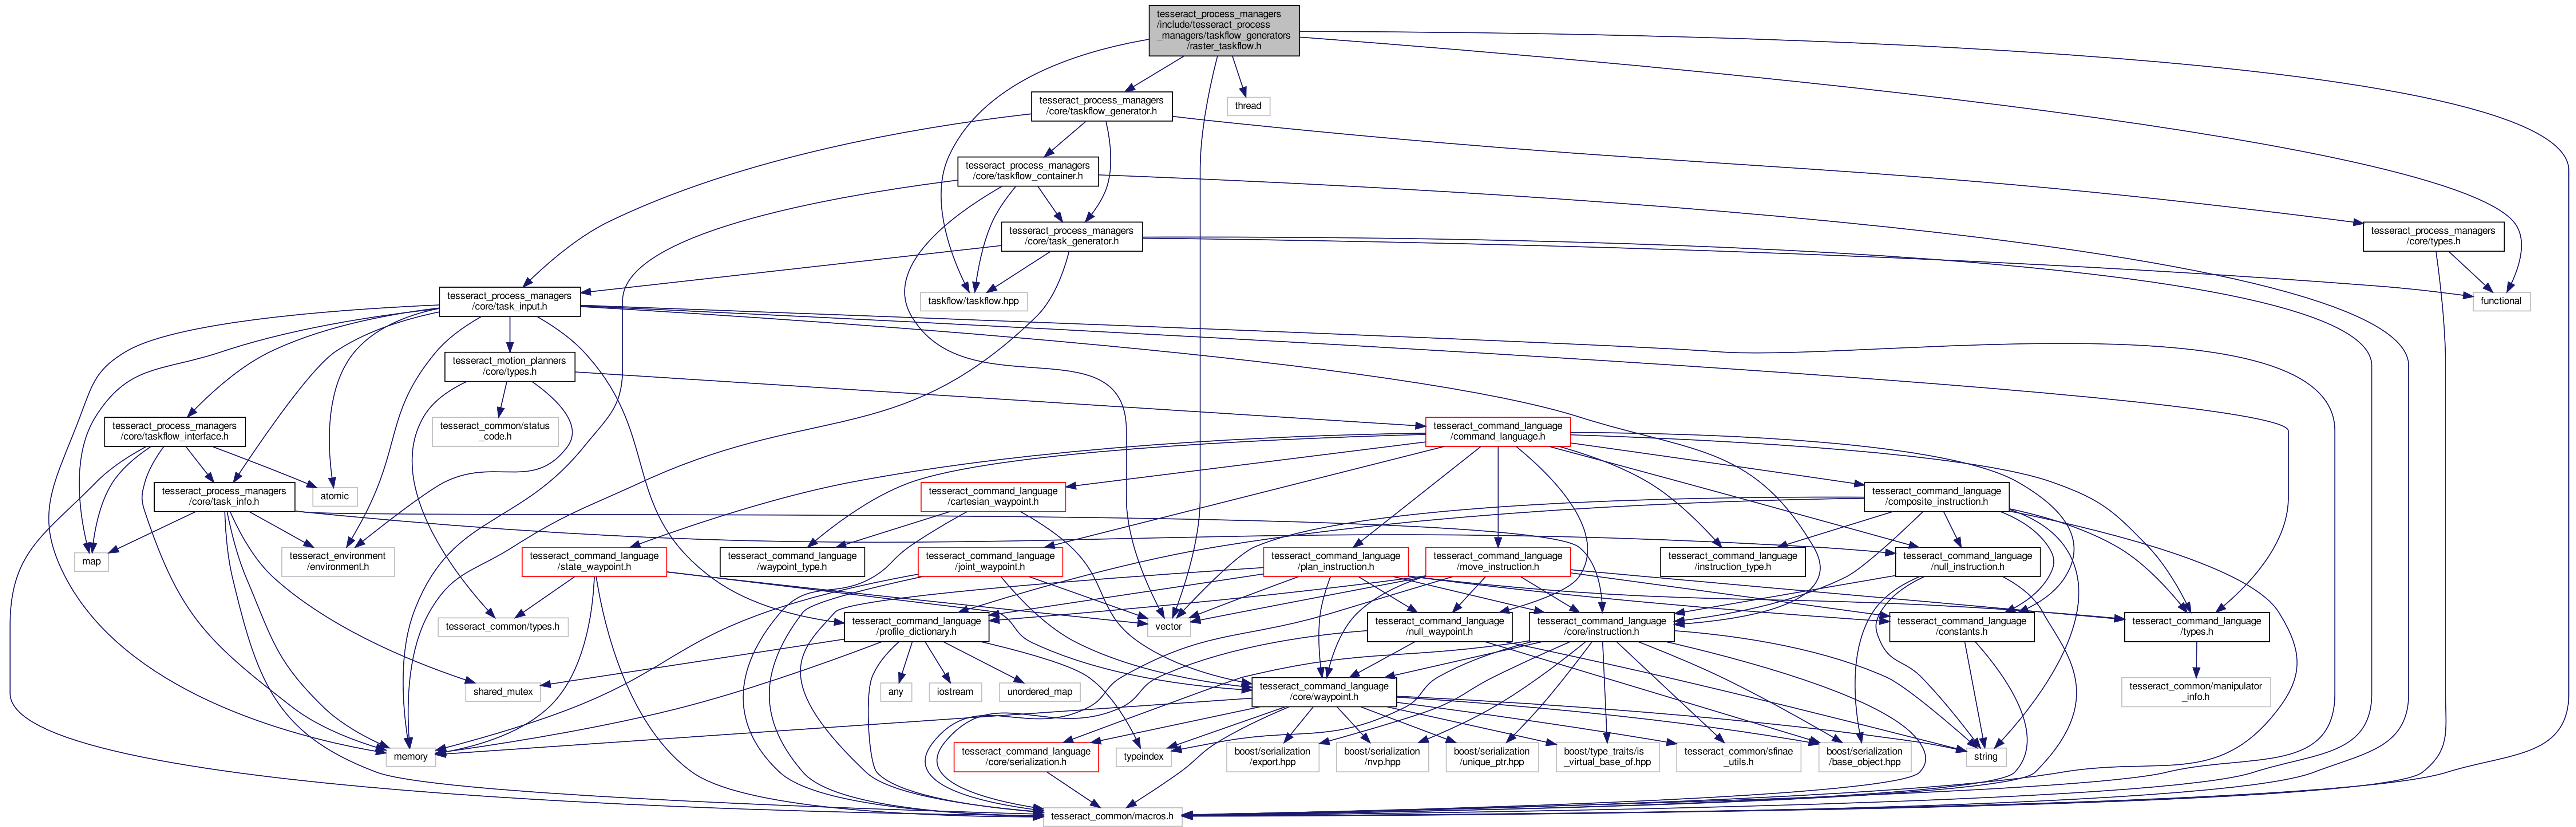 tesseract_process_managers
/include/tesseract_process
_managers/taskflow_generators
/raster_taskflow.h
tesseract_process_managers
/core/taskflow_generator.h
thread
tesseract_process_managers
/core/taskflow_container.h
tesseract_process_managers
/core/task_generator.h
tesseract_process_managers
/core/types.h
tesseract_process_managers
/core/task_input.h
taskflow/taskflow.hpp
functional
tesseract_motion_planners
/core/types.h
tesseract_process_managers
/core/taskflow_interface.h
tesseract_common/status
_code.h
tesseract_command_language
/command_language.h
tesseract_process_managers
/core/task_info.h
atomic
tesseract_command_language
/cartesian_waypoint.h
tesseract_command_language
/composite_instruction.h
map
tesseract_environment
/environment.h
tesseract_command_language
/state_waypoint.h
tesseract_command_language
/waypoint_type.h
tesseract_command_language
/joint_waypoint.h
tesseract_command_language
/plan_instruction.h
tesseract_command_language
/move_instruction.h
tesseract_command_language
/instruction_type.h
tesseract_command_language
/null_instruction.h
tesseract_common/types.h
tesseract_command_language
/profile_dictionary.h
vector
tesseract_command_language
/null_waypoint.h
tesseract_command_language
/core/instruction.h
tesseract_command_language
/constants.h
tesseract_command_language
/types.h
shared_mutex
any
iostream
unordered_map
tesseract_command_language
/core/waypoint.h
tesseract_common/manipulator
_info.h
memory
tesseract_command_language
/core/serialization.h
typeindex
boost/serialization
/export.hpp
boost/serialization
/nvp.hpp
boost/serialization
/unique_ptr.hpp
boost/type_traits/is
_virtual_base_of.hpp
tesseract_common/sfinae
_utils.h
boost/serialization
/base_object.hpp
string
tesseract_common/macros.h